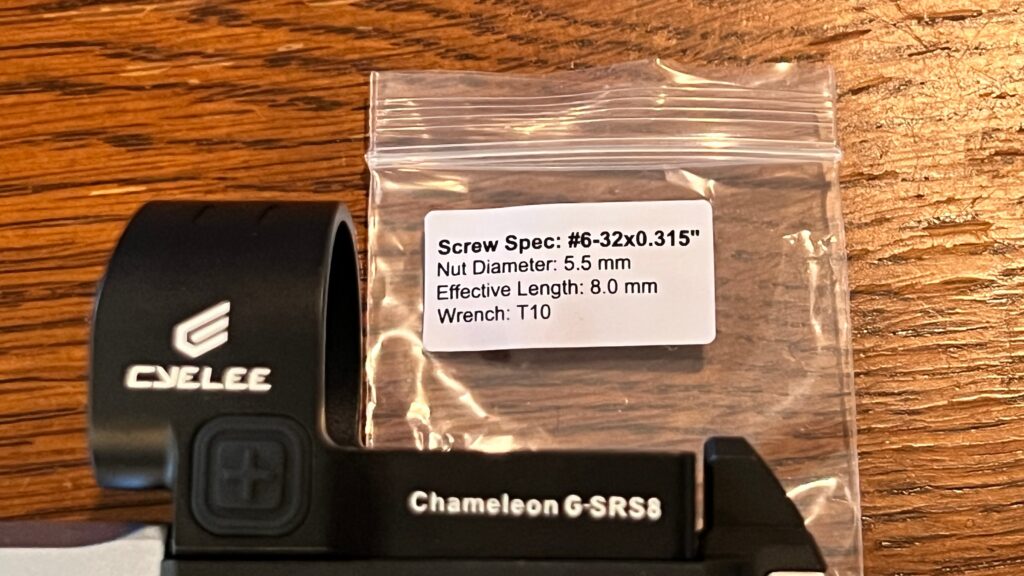 Screw Spec: #6-32x0.315"
Nut Diameter: 5.5 mm
Effective Length: 8.0 mm
Wrench: T10
CYELEE
Chameleon G-SRS8